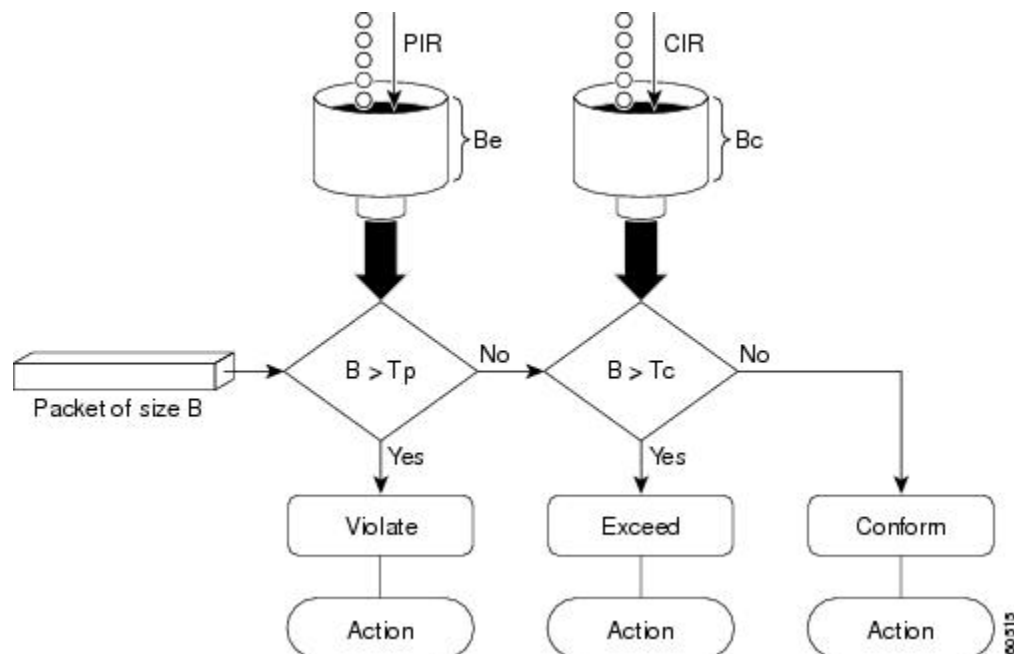 PIR
CIR
Be
Bc
B > Tp
No
B > Tc
No
Packet of size B
Yes
Yes
Violate
Exceed
Conform
Action
Action
Action
60515